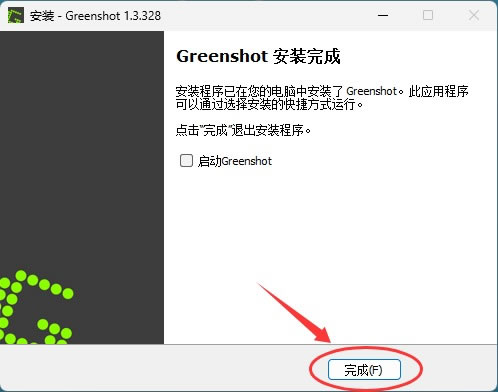 安装 - Greenshot 1.3.328
Greenshot 安装完成
安装程序已在您的电脑中安装了 Greenshot。此应用程序
可以通过选择安装的快捷方式运行。
点击“完成”退出安装程序。
启动Greenshot
完成(F)